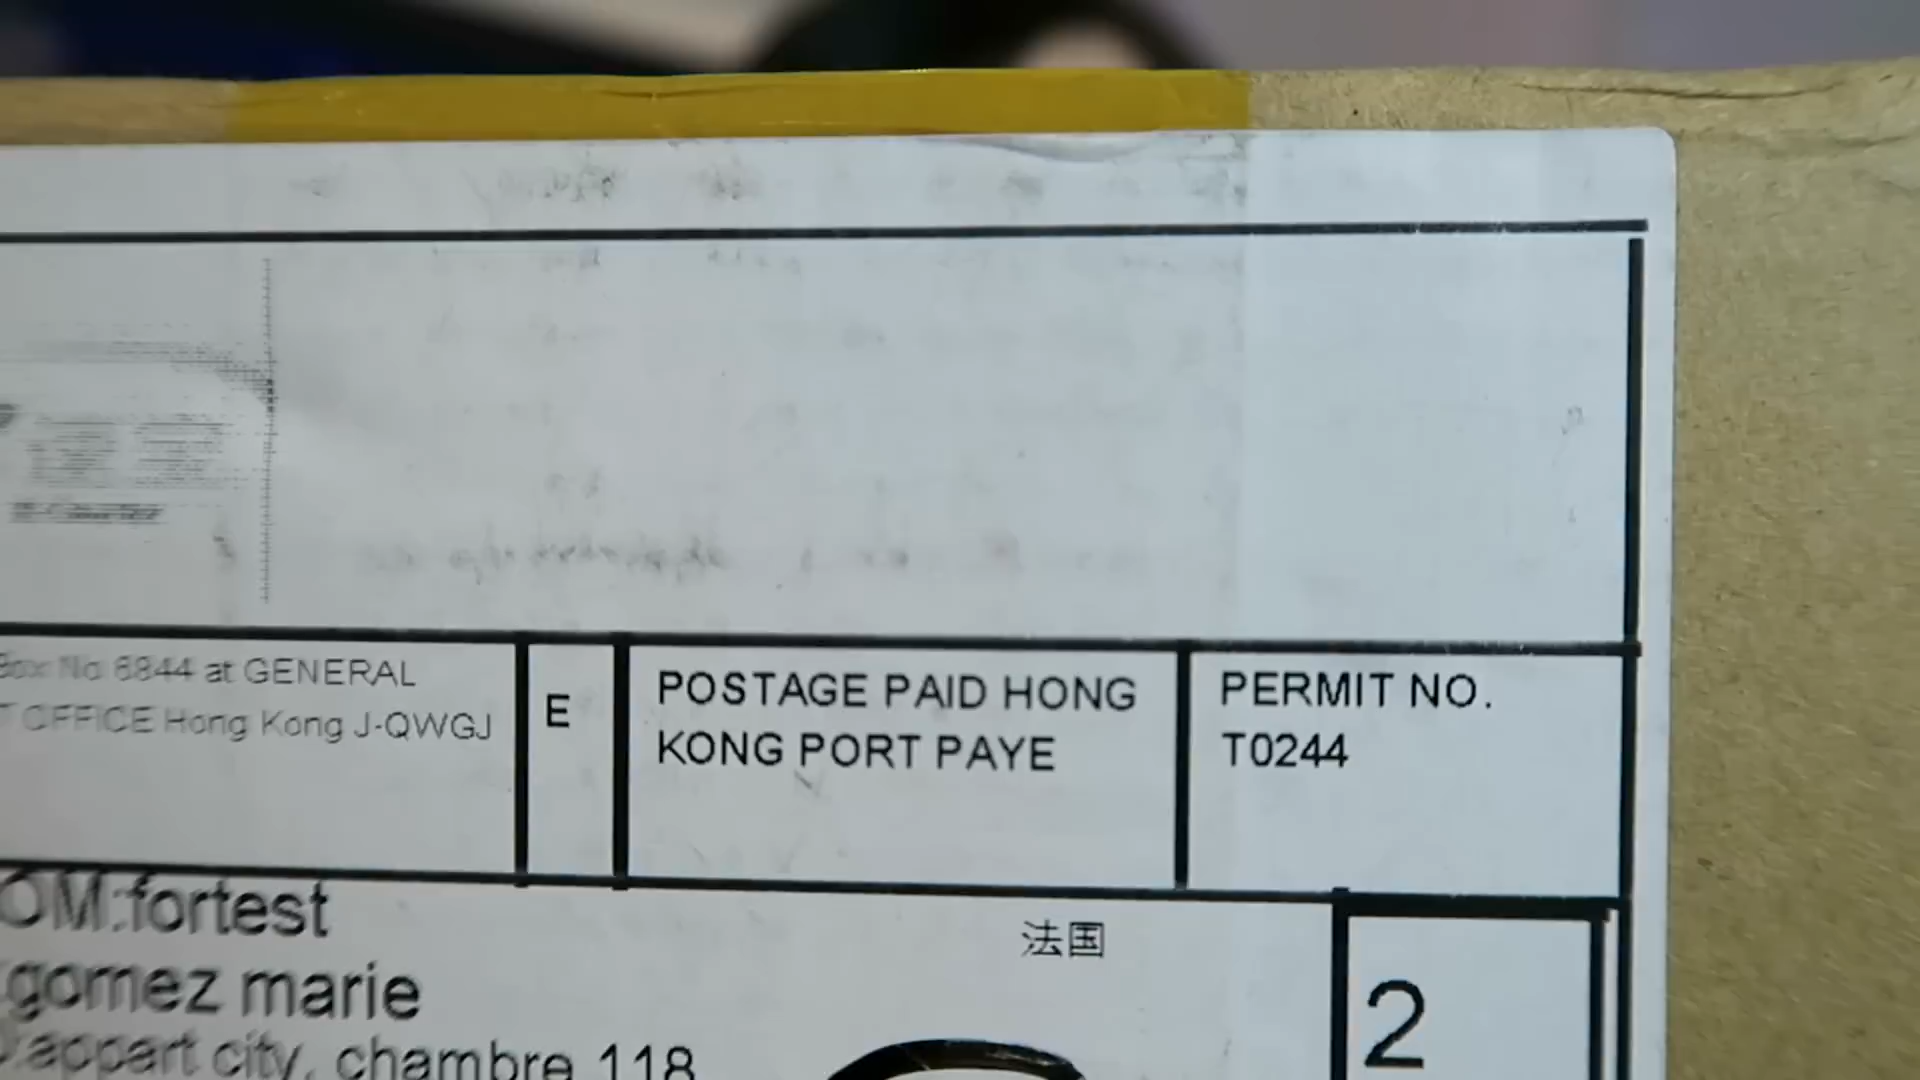 Box No 6844 at GENERAL
T OFFICE Hong Kong J-QWGJ
E
POSTAGE PAID HONG
KONG PORT PAYE
PERMIT NO.
T0244
OM:fortest
法国
gomez marie
2
appart city, chambre 118